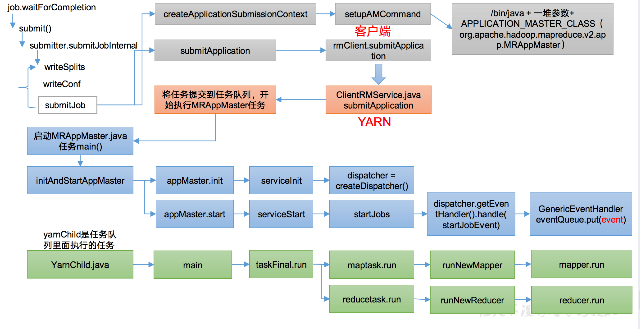 job.waitForCompletion
submit()
submitter.submitJobInternal
writeSplits
writeConf
submitJob
createApplicationSubmissionContext
setupAMCommand
/bin/java + 一堆参数+
APPLICATION_MASTER_CLASS（
org.apache.hadoop.mapreduce.v2.ap
p.MRAppMaster）
客户端
submitApplication
rmClient.submitApplica
tion
将任务提交到任务队列，开
始执行MRAppMaster任务
ClientRMService.java
submitApplication
YARN
启动MRAppMaster.java
任务main()
initAndStartAppMaster
appMaster.init
serviceInit
dispatcher =
createDispatcher()
appMaster.start
serviceStart
startJobs
dispatcher.getEven
tHandler().handle(
startJobEvent)
GenericEventHandler
eventQueue.put(event)
yarnChild是任务队
列里面执行的任务
YarnChild.java
main
taskFinal.run
maptask.run
runNewMapper
mapper.run
reducetask.run
runNewReducer
reducer.run